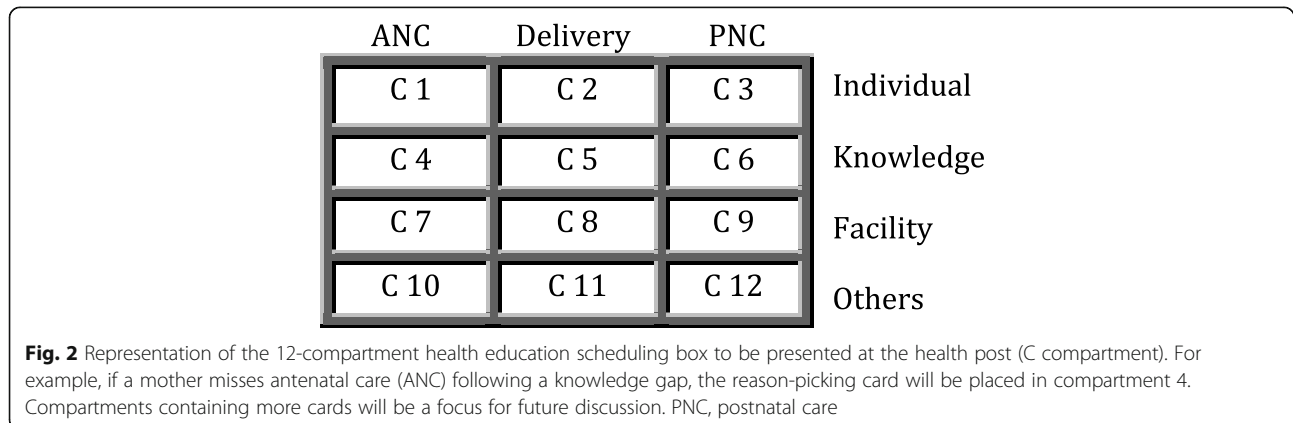 ANC Delivery PNC
C 1 C 2 C 3 Individual
C 4 C 5 C 6 Knowledge
C 7 C 8 C 9 Facility
C 10 C 11 C 12 Others
Fig. 2 Representation of the 12-compartment health education scheduling box to be presented at the health post (C compartment). For
example, if a mother misses antenatal care (ANC) following a knowledge gap, the reason-picking card will be placed in compartment 4.
Compartments containing more cards will be a focus for future discussion. PNC, postnatal care